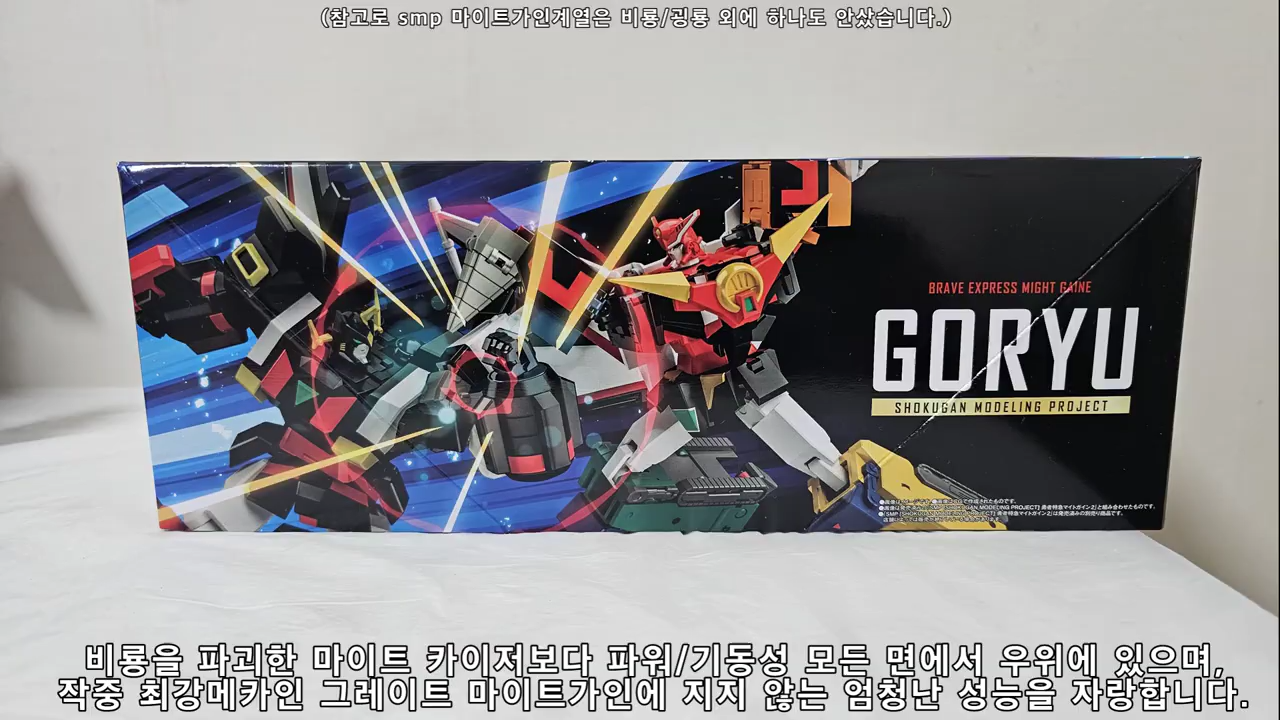 (참고로 smp 마이트가인계열은 비룡/굉룡 외에 하나도 안샀습니다.)
BRAVE EXPRESS MIGHT GAINE
GORYU
SHOKUGAN MODELING PROJECT
비룡을 파괴한 마이트 카이저보다 파워/기동성 모든 면에서 우위에 있으며,
작중 최강메카인 그레이트 마이트가인에 지지 않는 엄청난 성능을 자랑합니다.